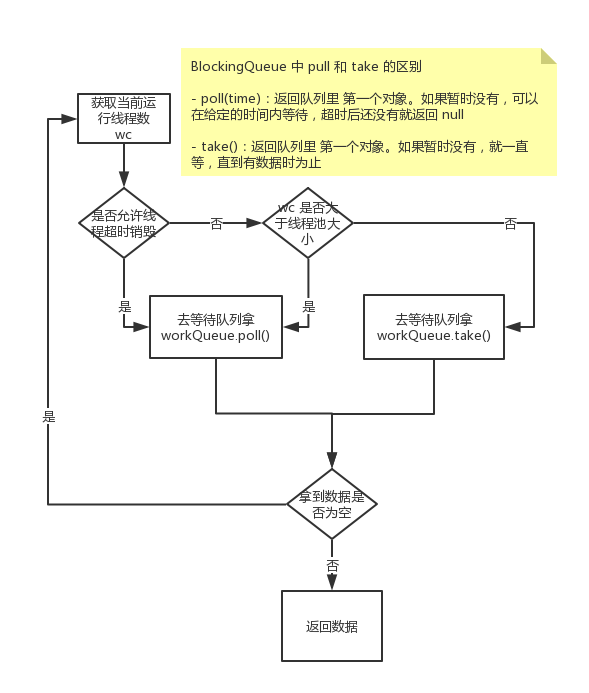 BlockingQueue 中 pull 和 take 的区别
- poll(time)：返回队列里 第一个对象。如果暂时没有，可以
在给定的时间内等待，超时后还没有就返回 null
- take()：返回队列里 第一个对象。如果暂时没有，就一直
等，直到有数据时为止
获取当前运
行线程数
wc
是否允许线
程超时销毁
否
wc 是否大
于线程池大
小
否
是
是
去等待队列拿
workQueue.poll()
去等待队列拿
workQueue.take()
是
拿到数据是
否为空
否
返回数据